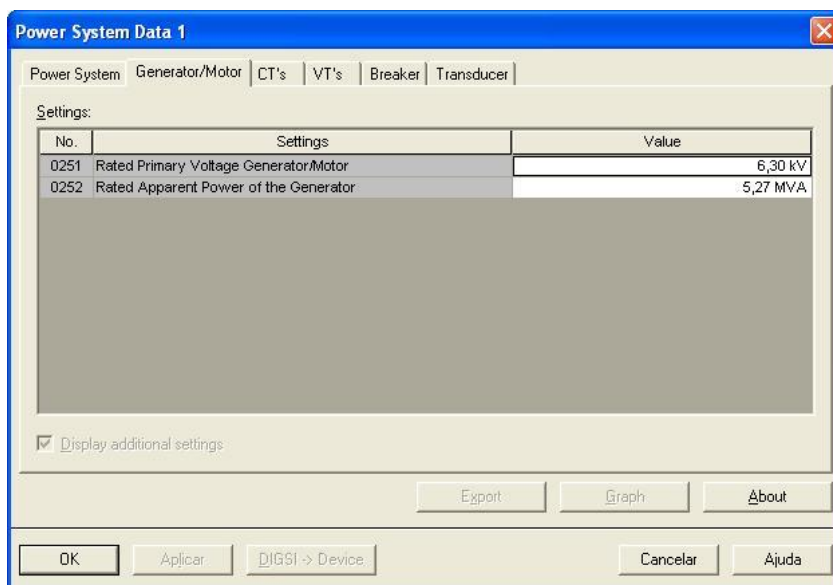 Power System Data 1
Power System Generator/Motor CT's VT's Breaker Transducer
Settings:
No. Settings Value
0251 Rated Primary Voltage Generator/Motor 6,30 kV
0252 Rated Apparent Power of the Generator 5,27 MVA
Display additional settings
Export Graph About
OK Aplicar DIGSI -> Device Cancelar Ajuda